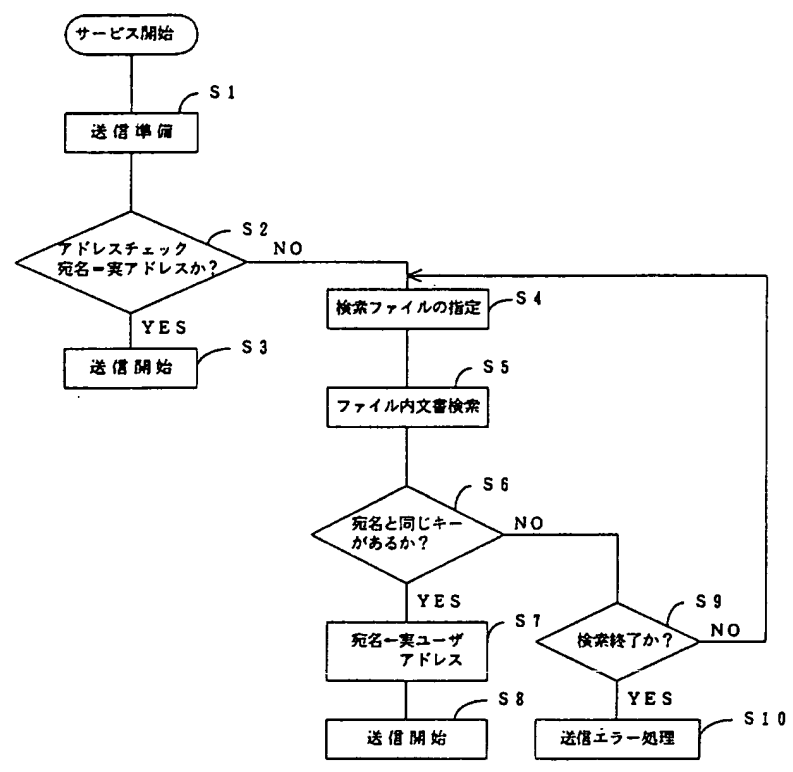 サービス開始
S1
送信準備
S2
アドレスチェック
宛名=実アドレスか?
NO
YES
S3
送信開始
S4
検索ファイルの指定
S5
ファイル内文書検索
S6
宛名と同じキー
があるか?
NO
YES
S7
宛名←実ユーザ
アドレス
S8
送信開始
S9
検索終了か?
NO
YES
S10
送信エラー処理